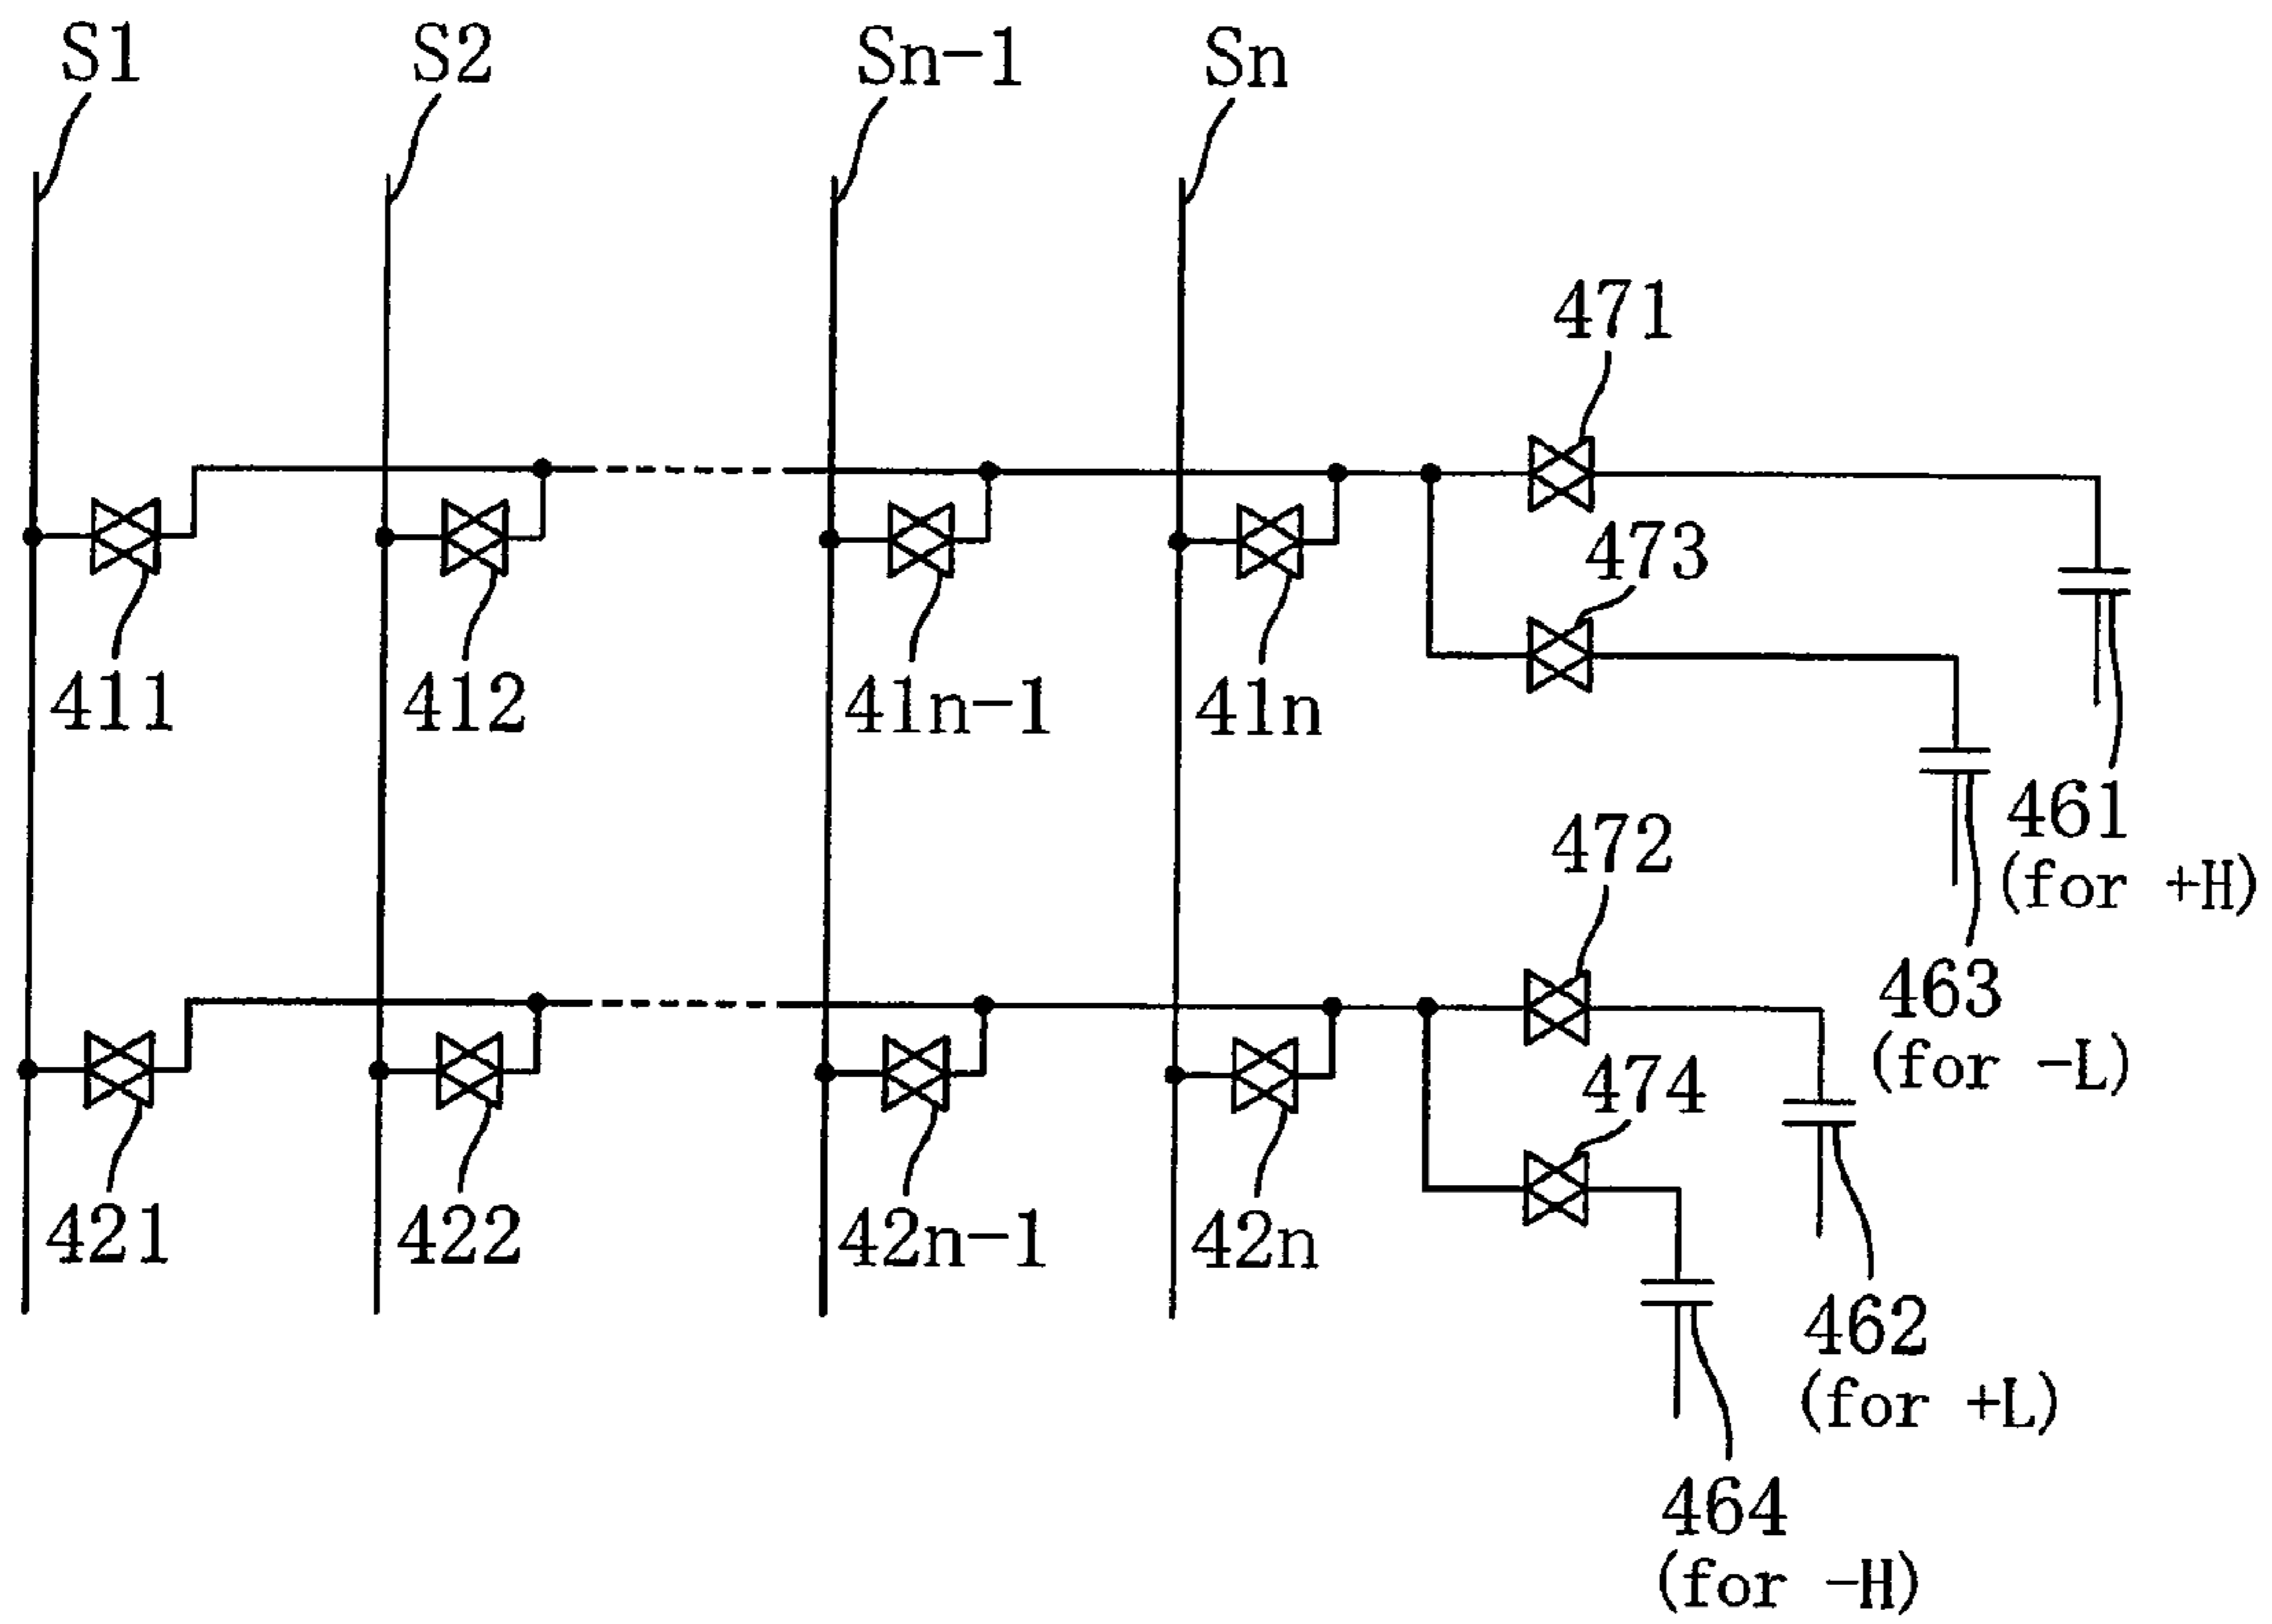 S1
S2
Sn-1
Sn
471
473
411
412
41n-1
41n
461
(for +H)
463
(for -L)
472
474
421
422
42n-1
42n
462
(for +L)
464
(for -H)